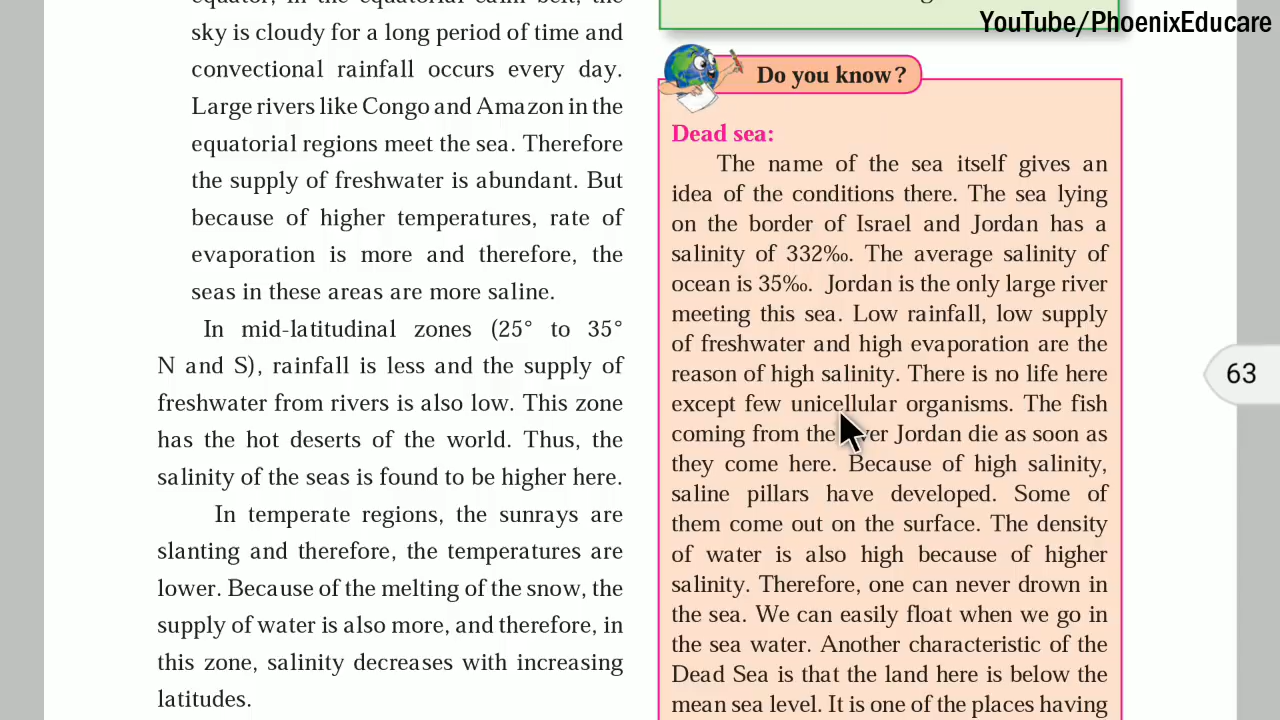 YouTube/PhoenixEducare
sky is cloudy for a long period of time and
convectional rainfall occurs every day.
Large rivers like Congo and Amazon in the
equatorial regions meet the sea. Therefore
the supply of freshwater is abundant. But
because of higher temperatures, rate of
evaporation is more and therefore, the
seas in these areas are more saline.
In mid-latitudinal zones (25° to 35°
N and S), rainfall is less and the supply of
freshwater from rivers is also low. This zone
has the hot deserts of the world. Thus, the
salinity of the seas is found to be higher here.
In temperate regions, the sunrays are
slanting and therefore, the temperatures are
lower. Because of the melting of the snow, the
supply of water is also more, and therefore, in
this zone, salinity decreases with increasing
latitudes.
Do you know?
Dead sea:
The name of the sea itself gives an
idea of the conditions there. The sea lying
on the border of Israel and Jordan has a
salinity of 332‰. The average salinity of
ocean is 35‰. Jordan is the only large river
meeting this sea. Low rainfall, low supply
of freshwater and high evaporation are the
reason of high salinity. There is no life here
except few unicellular organisms. The fish
coming from the Jordan die as soon as
they come here. Because of high salinity,
saline pillars have developed. Some of
them come out on the surface. The density
of water is also high because of higher
salinity. Therefore, one can never drown in
the sea. We can easily float when we go in
the sea water. Another characteristic of the
Dead Sea is that the land here is below the
mean sea level. It is one of the places having
63